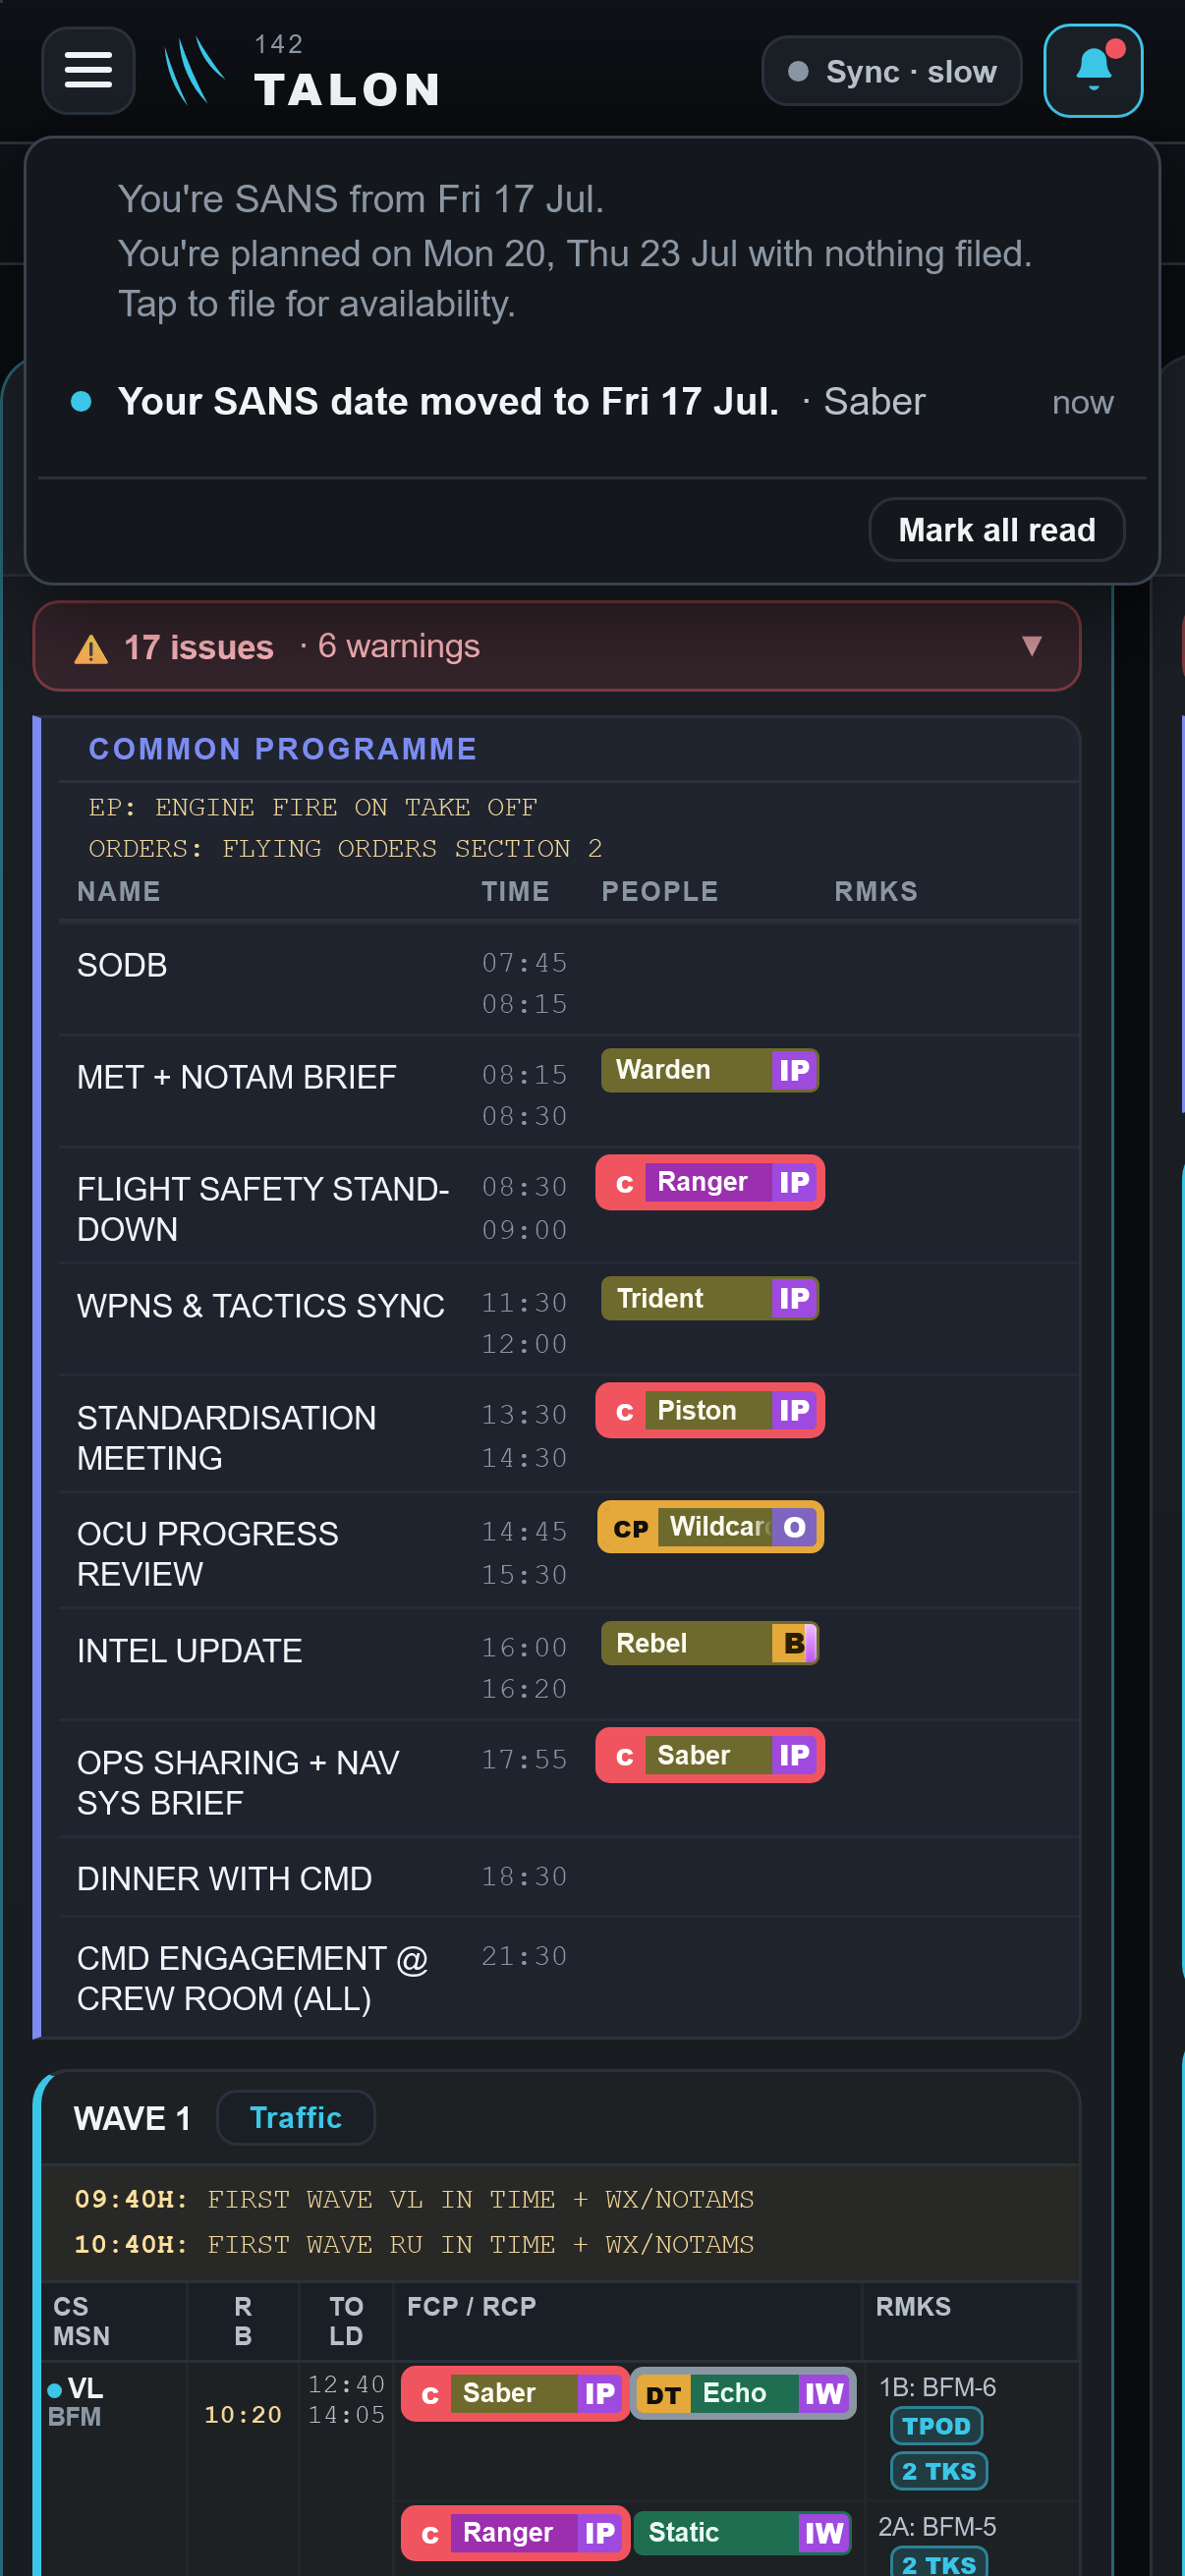 142
TALON
Sync · slow
You're SANS from Fri 17 Jul.
You're planned on Mon 20, Thu 23 Jul with nothing filed.
Tap to file for availability.
Your SANS date moved to Fri 17 Jul. · Saber now
Mark all read
17 issues · 6 warnings
COMMON PROGRAMME
EP: ENGINE FIRE ON TAKE OFF
ORDERS: FLYING ORDERS SECTION 2
NAME TIME PEOPLE RMKS
SODB 07:45
08:15
MET + NOTAM BRIEF 08:15 Warden IP
08:30
FLIGHT SAFETY STAND- 08:30 C Ranger IP
DOWN 09:00
WPNS & TACTICS SYNC 11:30 Trident IP
12:00
STANDARDISATION 13:30 C Piston IP
MEETING 14:30
OCU PROGRESS 14:45 CP Wildcard O
REVIEW 15:30
INTEL UPDATE 16:00 Rebel B
16:20
OPS SHARING + NAV 17:55 C Saber IP
SYS BRIEF
DINNER WITH CMD 18:30
CMD ENGAGEMENT @ 21:30
CREW ROOM (ALL)
WAVE 1 Traffic
09:40H: FIRST WAVE VL IN TIME + WX/NOTAMS
10:40H: FIRST WAVE RU IN TIME + WX/NOTAMS
CS R TO FCP / RCP RMKS
MSN B LD
VL 12:40 C Saber IP DT Echo IW 1B: BFM-6
BFM 10:20 14:05 TPOD
2 TKS
C Ranger IP Static IW 2A: BFM-5
2 TKS